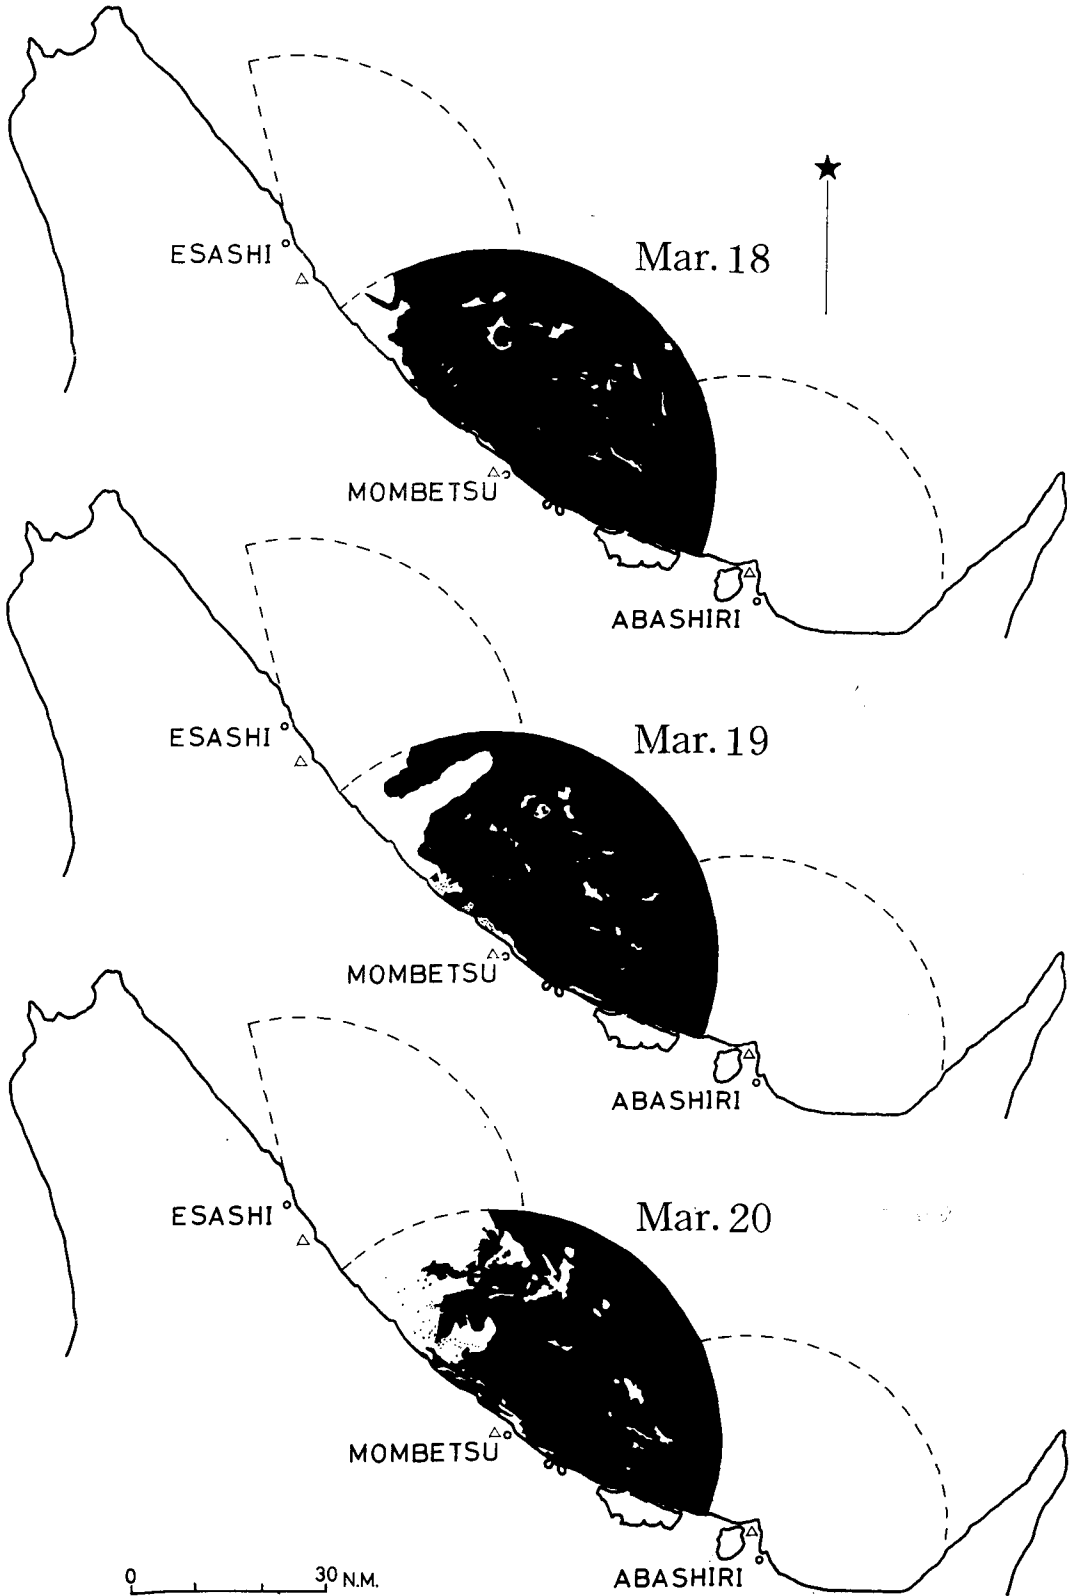 Mar. 18
ESASHI
MOMBETSU
ABASHIRI
Mar. 19
ESASHI
MOMBETSU
ABASHIRI
Mar. 20
ESASHI
MOMBETSU
ABASHIRI
0 30 N.M.